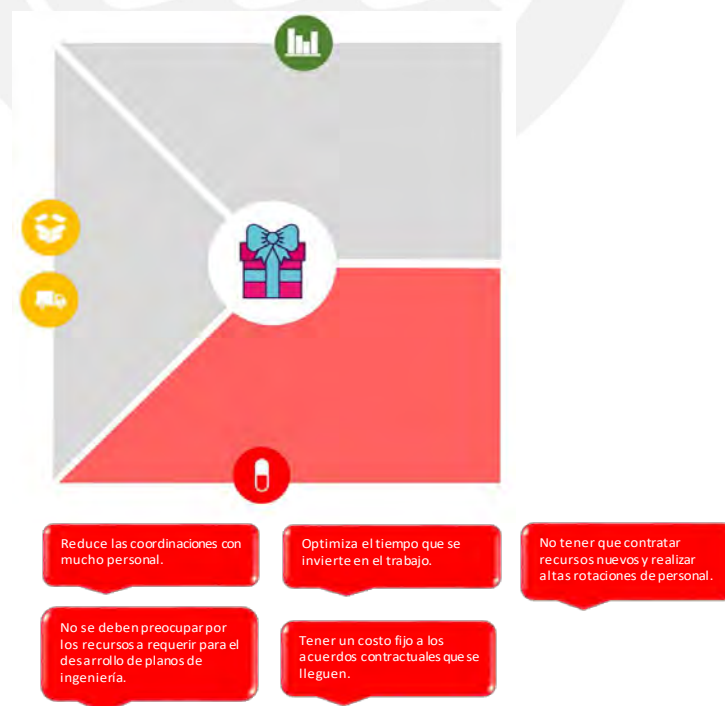 Reduce las coordinaciones con
mucho personal.
Optimiza el tiempo que se
invierte en el trabajo.
No tener que contratar
recursos nuevos y realizar
altas rotaciones de personal.
No se deben preocupar por
los recursos a requerir para el
desarrollo de planos de
ingeniería.
Tener un costo fijo a los
acuerdos contractuales que se
lleguen.